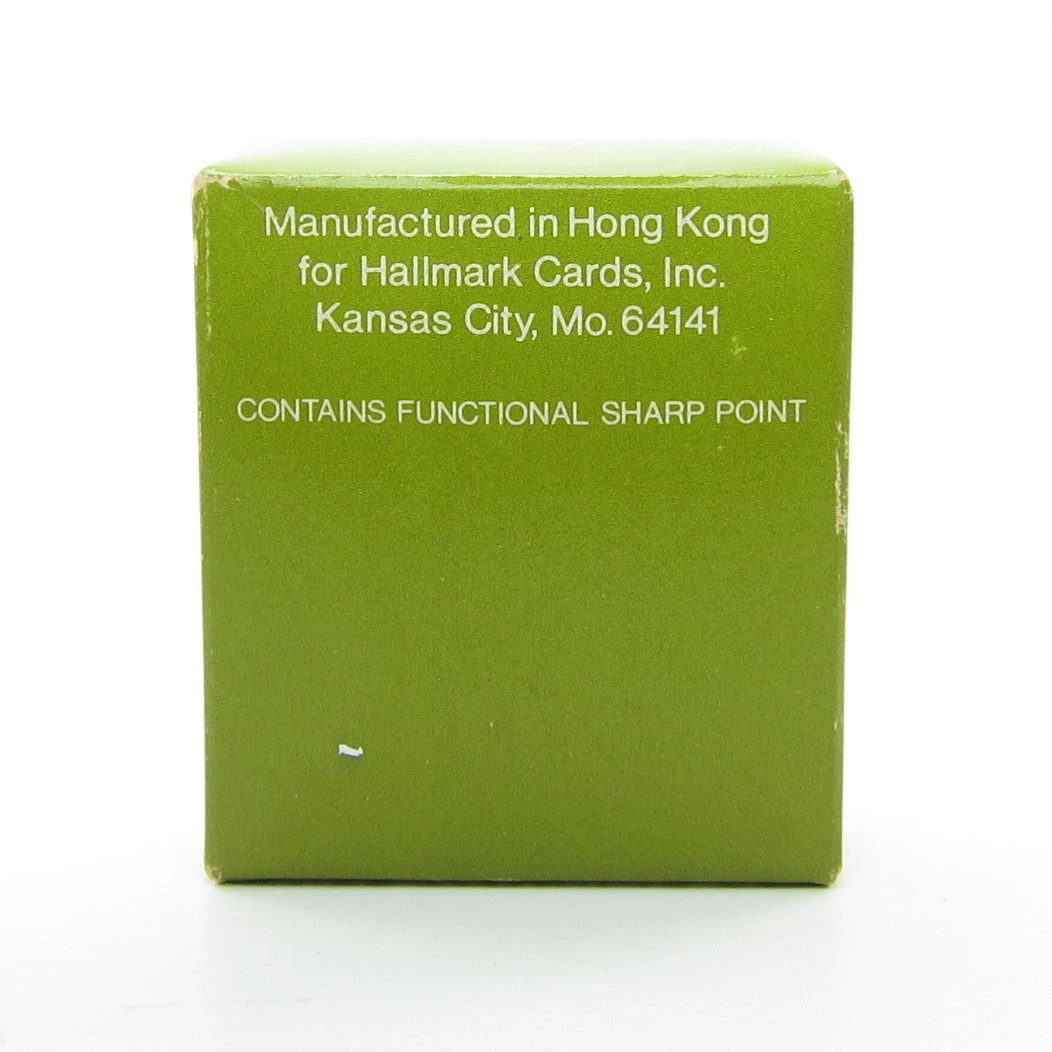 Manufactured in Hong Kong
for Hallmark Cards, Inc.
Kansas City, Mo. 64141
CONTAINS FUNCTIONAL SHARP POINT